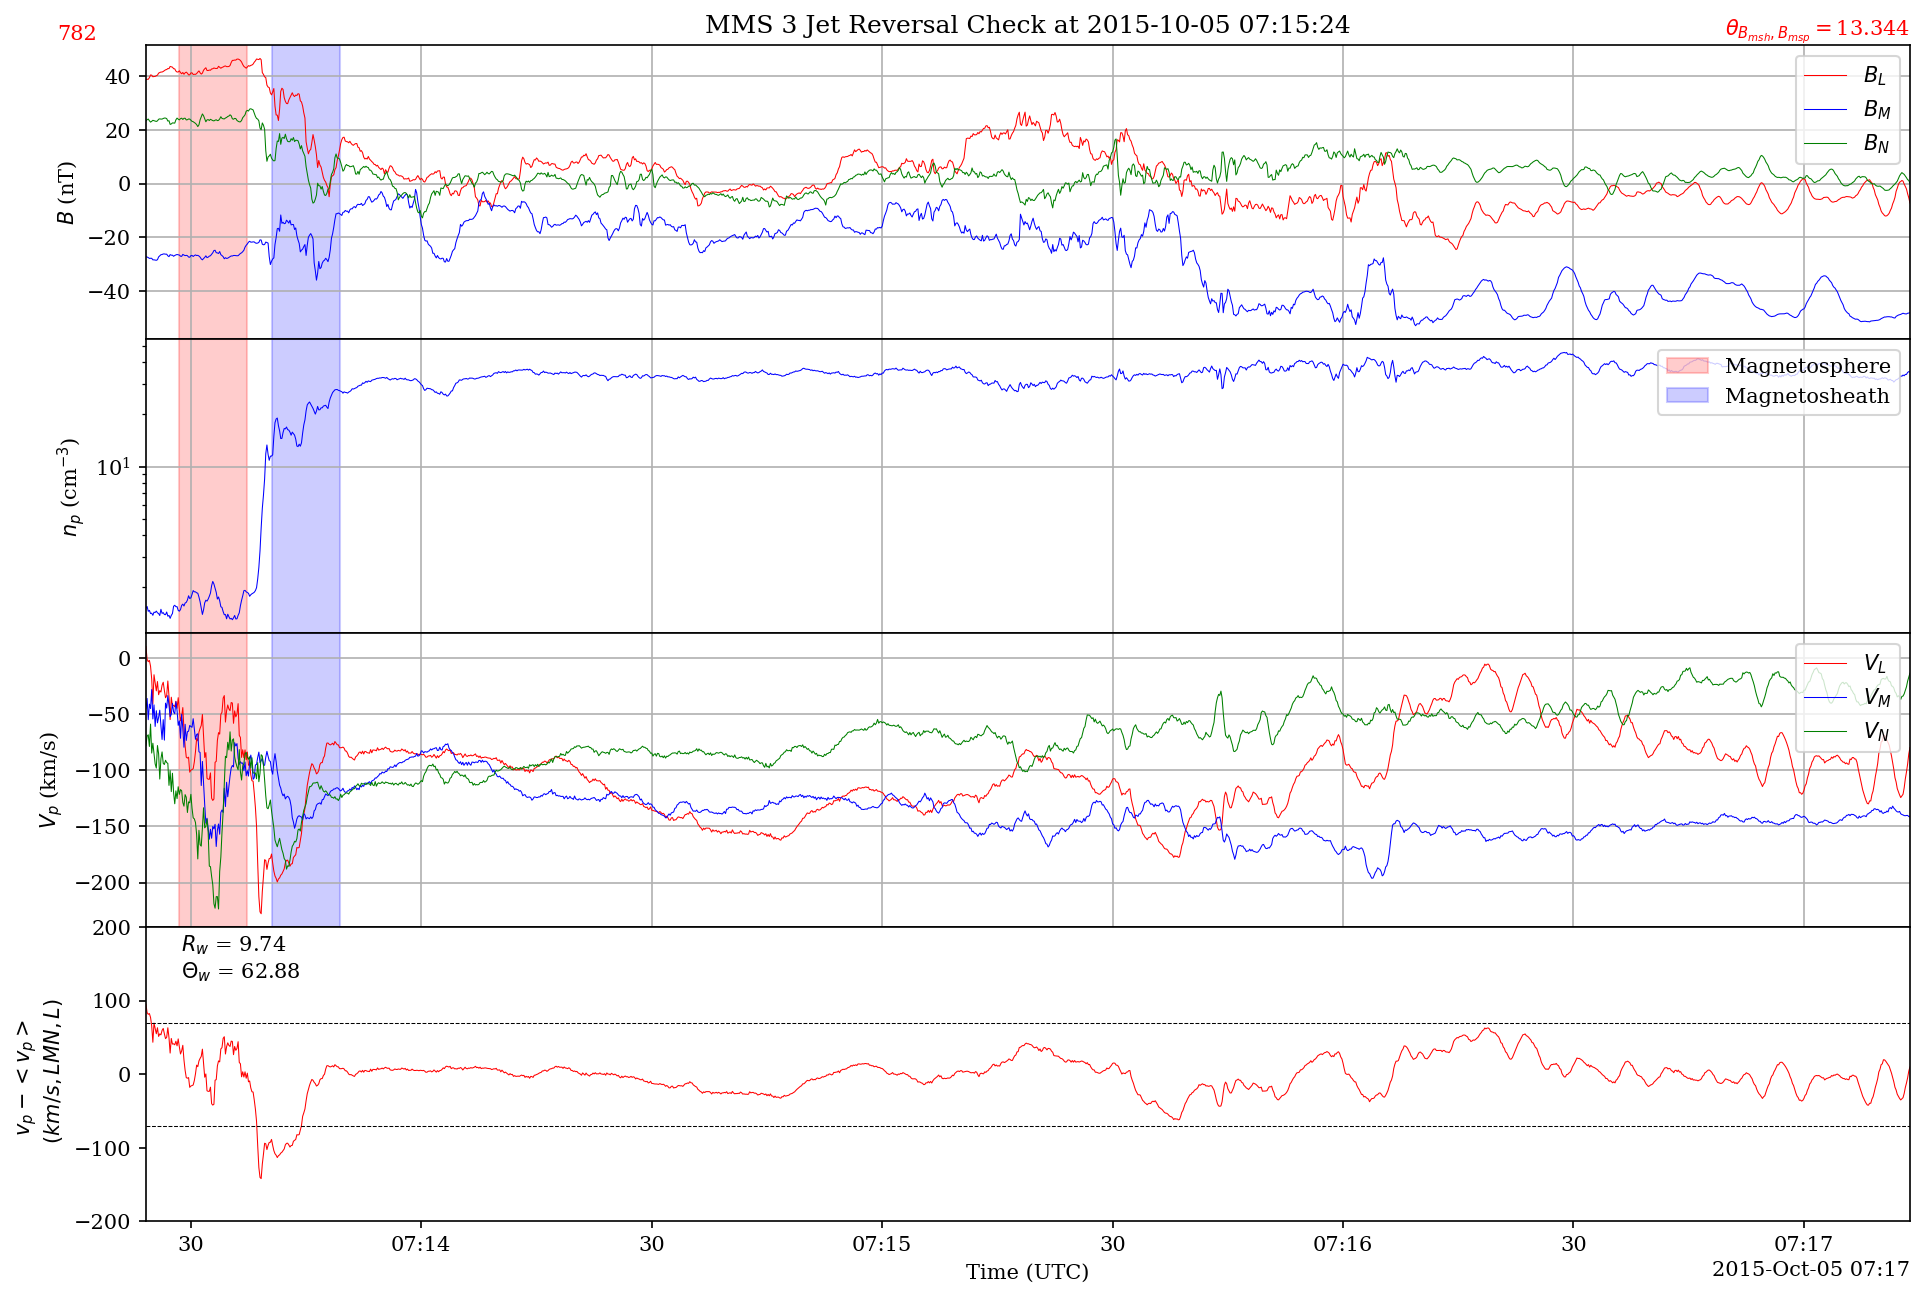 782
MMS 3 Jet Reversal Check at 2015-10-05 07:15:24
θ_{B_{msh}, B_{msp}} = 13.344
40
20
0
−20
−40
B (nT)
B_L
B_M
B_N
10^1
n_p (cm^{−3})
Magnetosphere
Magnetosheath
0
−50
−100
−150
−200
V_p (km/s)
V_L
V_M
V_N
200
100
0
−100
−200
v_p − < v_p >
(km/s, LMN, L)
R_w = 9.74
Θ_w = 62.88
30 07:14 30 07:15 30 07:16 30 07:17
Time (UTC)
2015-Oct-05 07:17